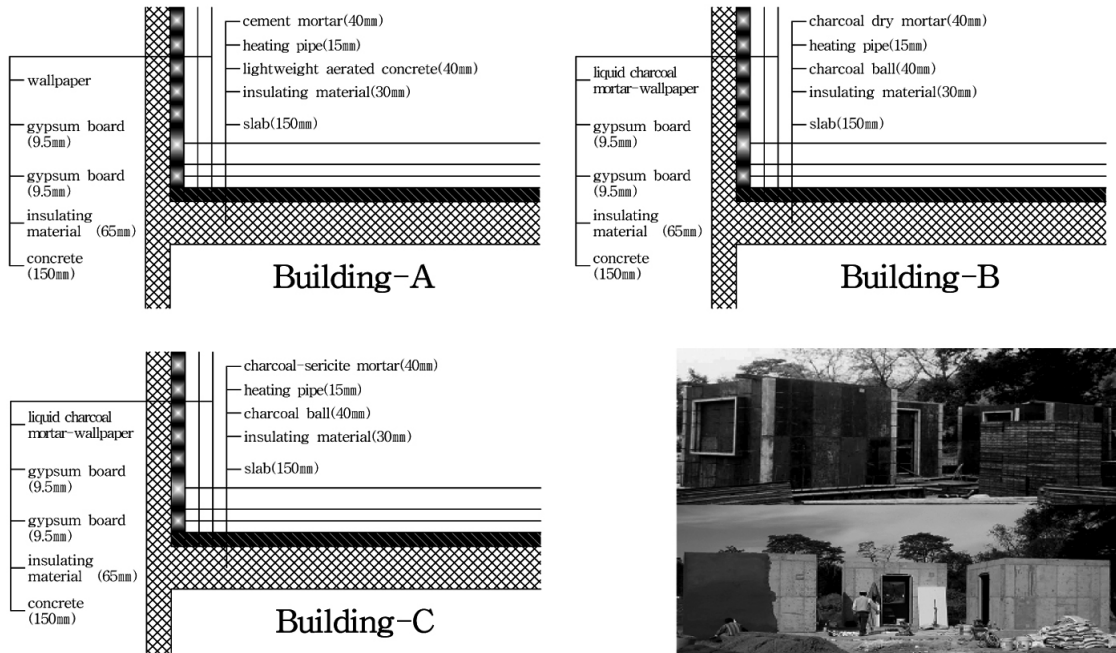 cement mortar(40㎜)
heating pipe(15㎜)
lightweight aerated concrete(40㎜)
insulating material(30㎜)
slab(150㎜)
wallpaper
gypsum board
(9.5㎜)
gypsum board
(9.5㎜)
insulating
material (65㎜)
concrete
(150㎜)
Building-A
charcoal dry mortar(40㎜)
heating pipe(15㎜)
charcoal ball(40㎜)
insulating material(30㎜)
slab(150㎜)
liquid charcoal
mortar-wallpaper
gypsum board
(9.5㎜)
gypsum board
(9.5㎜)
insulating
material (65㎜)
concrete
(150㎜)
Building-B
charcoal-sericite mortar(40㎜)
heating pipe(15㎜)
charcoal ball(40㎜)
insulating material(30㎜)
slab(150㎜)
liquid charcoal
mortar-wallpaper
gypsum board
(9.5㎜)
gypsum board
(9.5㎜)
insulating
material (65㎜)
concrete
(150㎜)
Building-C